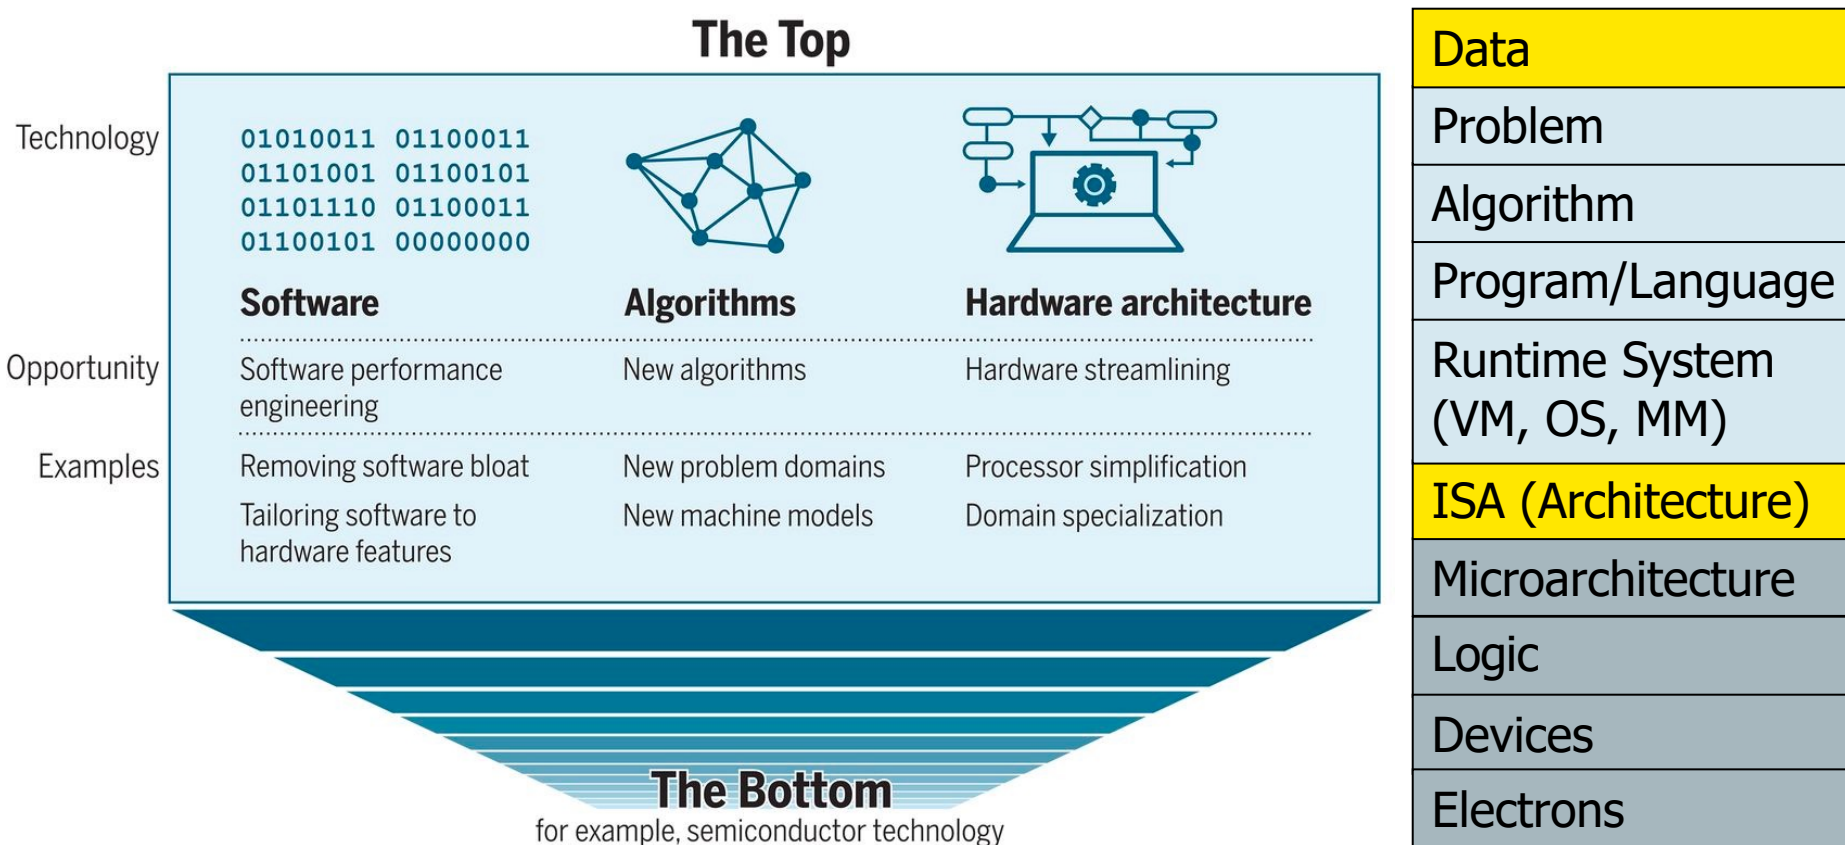 The Top
Technology
01010011 01100011
01101001 01100101
01101110 01100011
01100101 00000000
Software
Algorithms
Hardware architecture
Opportunity
Software performance
engineering
New algorithms
Hardware streamlining
Examples
Removing software bloat
New problem domains
Processor simplification
Tailoring software to
hardware features
New machine models
Domain specialization
The Bottom
for example, semiconductor technology
Data
Problem
Algorithm
Program/Language
Runtime System
(VM, OS, MM)
ISA (Architecture)
Microarchitecture
Logic
Devices
Electrons